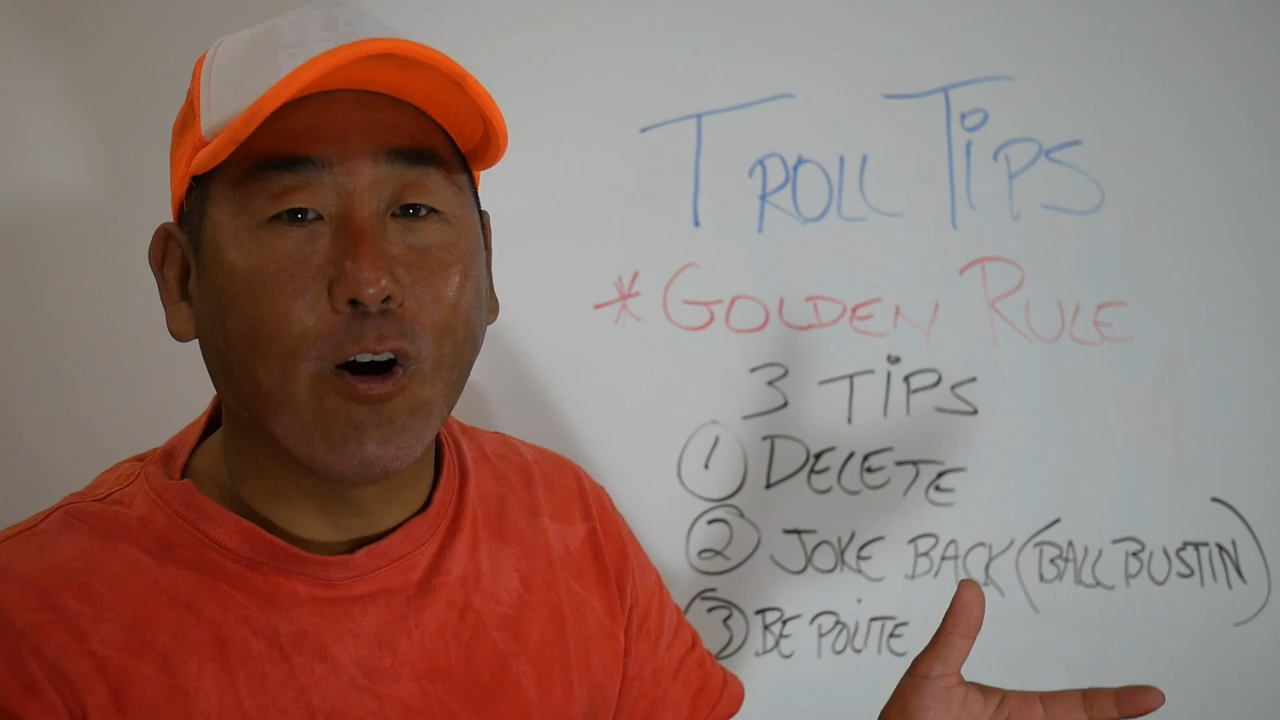 TROLL TIPS
* GOLDEN RULE
3 TIPS
1 DELETE
2 JOKE BACK (BALL BUSTIN)
3 BE POLITE